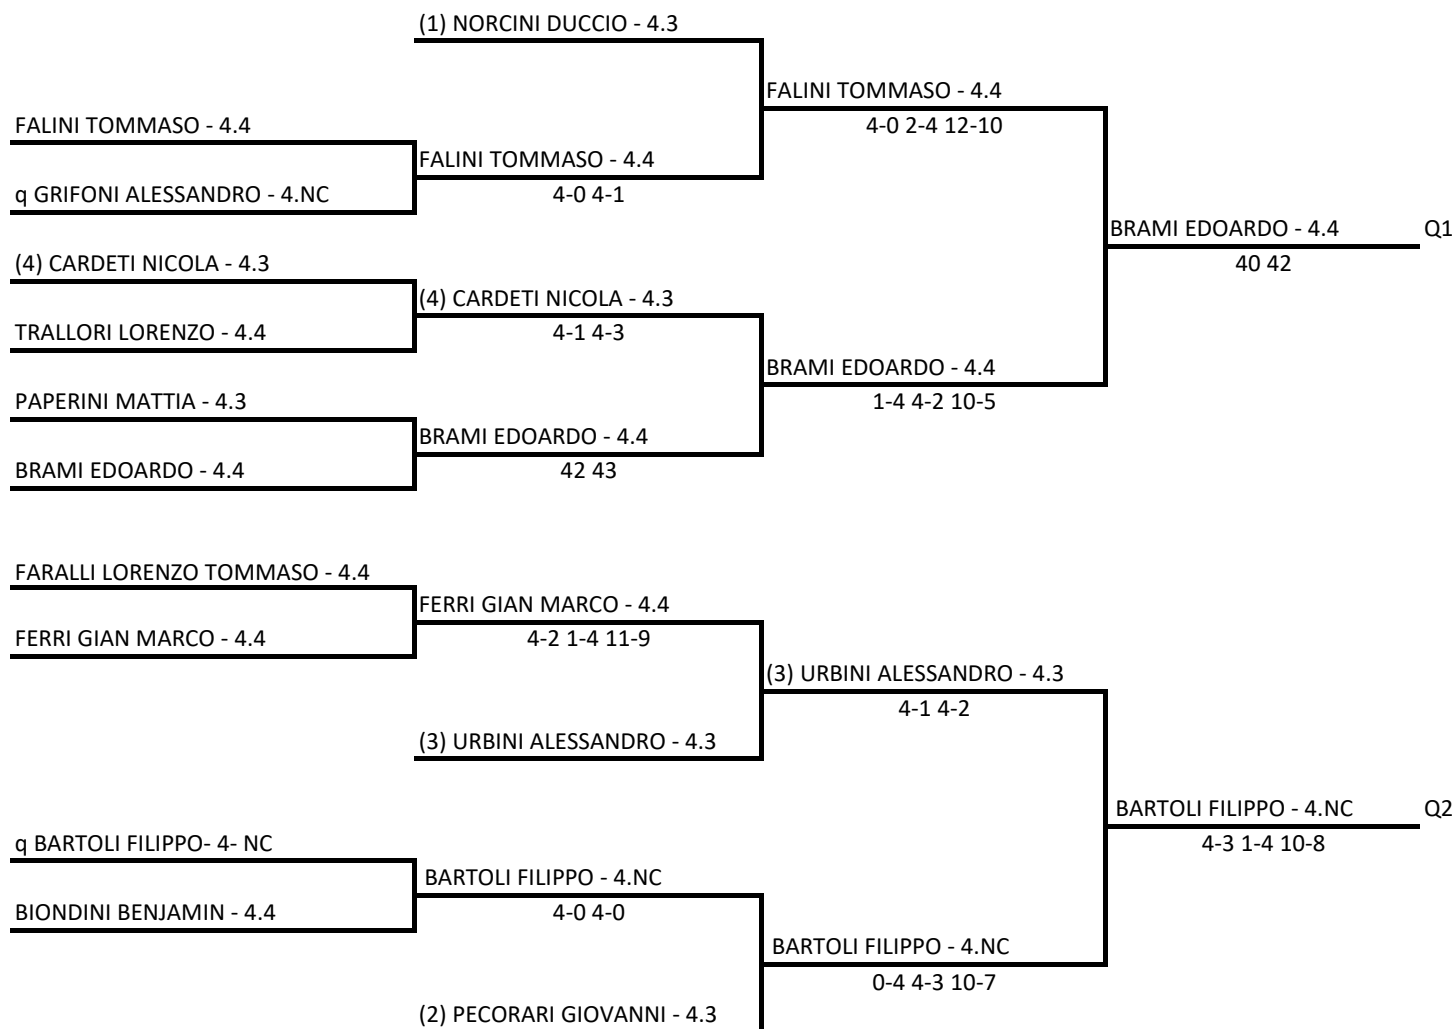 (1) NORCINI DUCCIO - 4.3
FALINI TOMMASO - 4.4
4-0 2-4 12-10
FALINI TOMMASO - 4.4
FALINI TOMMASO - 4.4
4-0 4-1
q GRIFONI ALESSANDRO - 4.NC
BRAMI EDOARDO - 4.4 Q1
40 42
(4) CARDETI NICOLA - 4.3
(4) CARDETI NICOLA - 4.3
4-1 4-3
TRALLORI LORENZO - 4.4
BRAMI EDOARDO - 4.4
1-4 4-2 10-5
PAPERINI MATTIA - 4.3
BRAMI EDOARDO - 4.4
42 43
BRAMI EDOARDO - 4.4
FARALLI LORENZO TOMMASO - 4.4
FERRI GIAN MARCO - 4.4
4-2 1-4 11-9
FERRI GIAN MARCO - 4.4
(3) URBINI ALESSANDRO - 4.3
4-1 4-2
(3) URBINI ALESSANDRO - 4.3
BARTOLI FILIPPO - 4.NC Q2
4-3 1-4 10-8
q BARTOLI FILIPPO- 4- NC
BARTOLI FILIPPO - 4.NC
4-0 4-0
BIONDINI BENJAMIN - 4.4
BARTOLI FILIPPO - 4.NC
0-4 4-3 10-7
(2) PECORARI GIOVANNI - 4.3